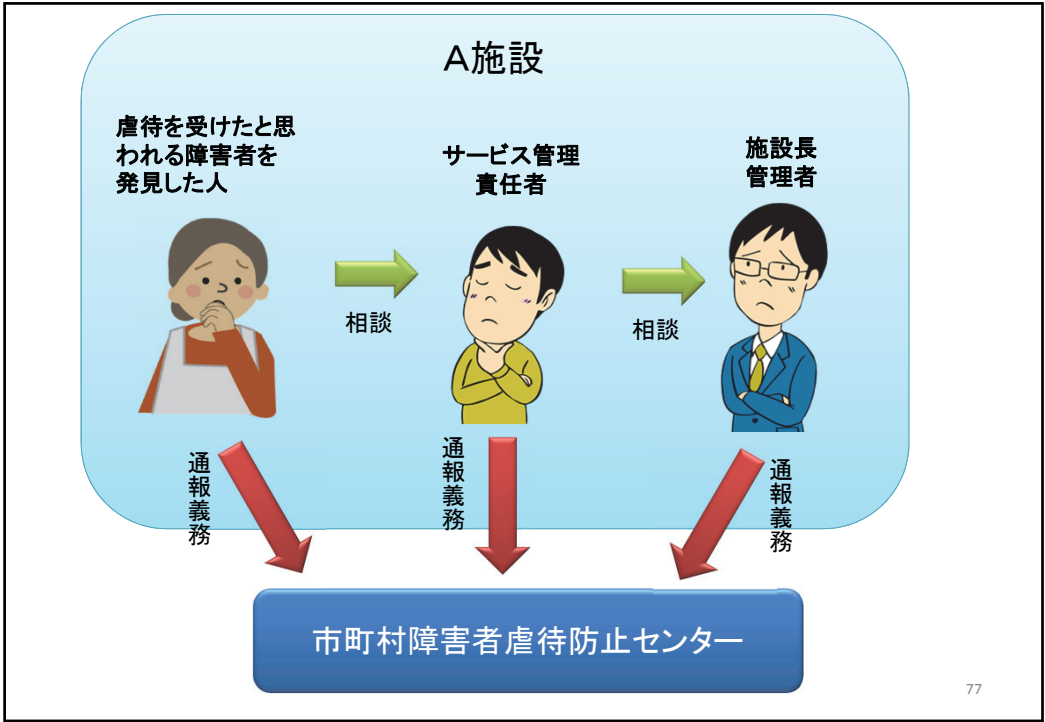 A施設
虐待を受けたと思
われる障害者を
発見した人
サービス管理
責任者
施設長
管理者
相談
相談
通報義務
通報義務
通報義務
市町村障害者虐待防止センター
77